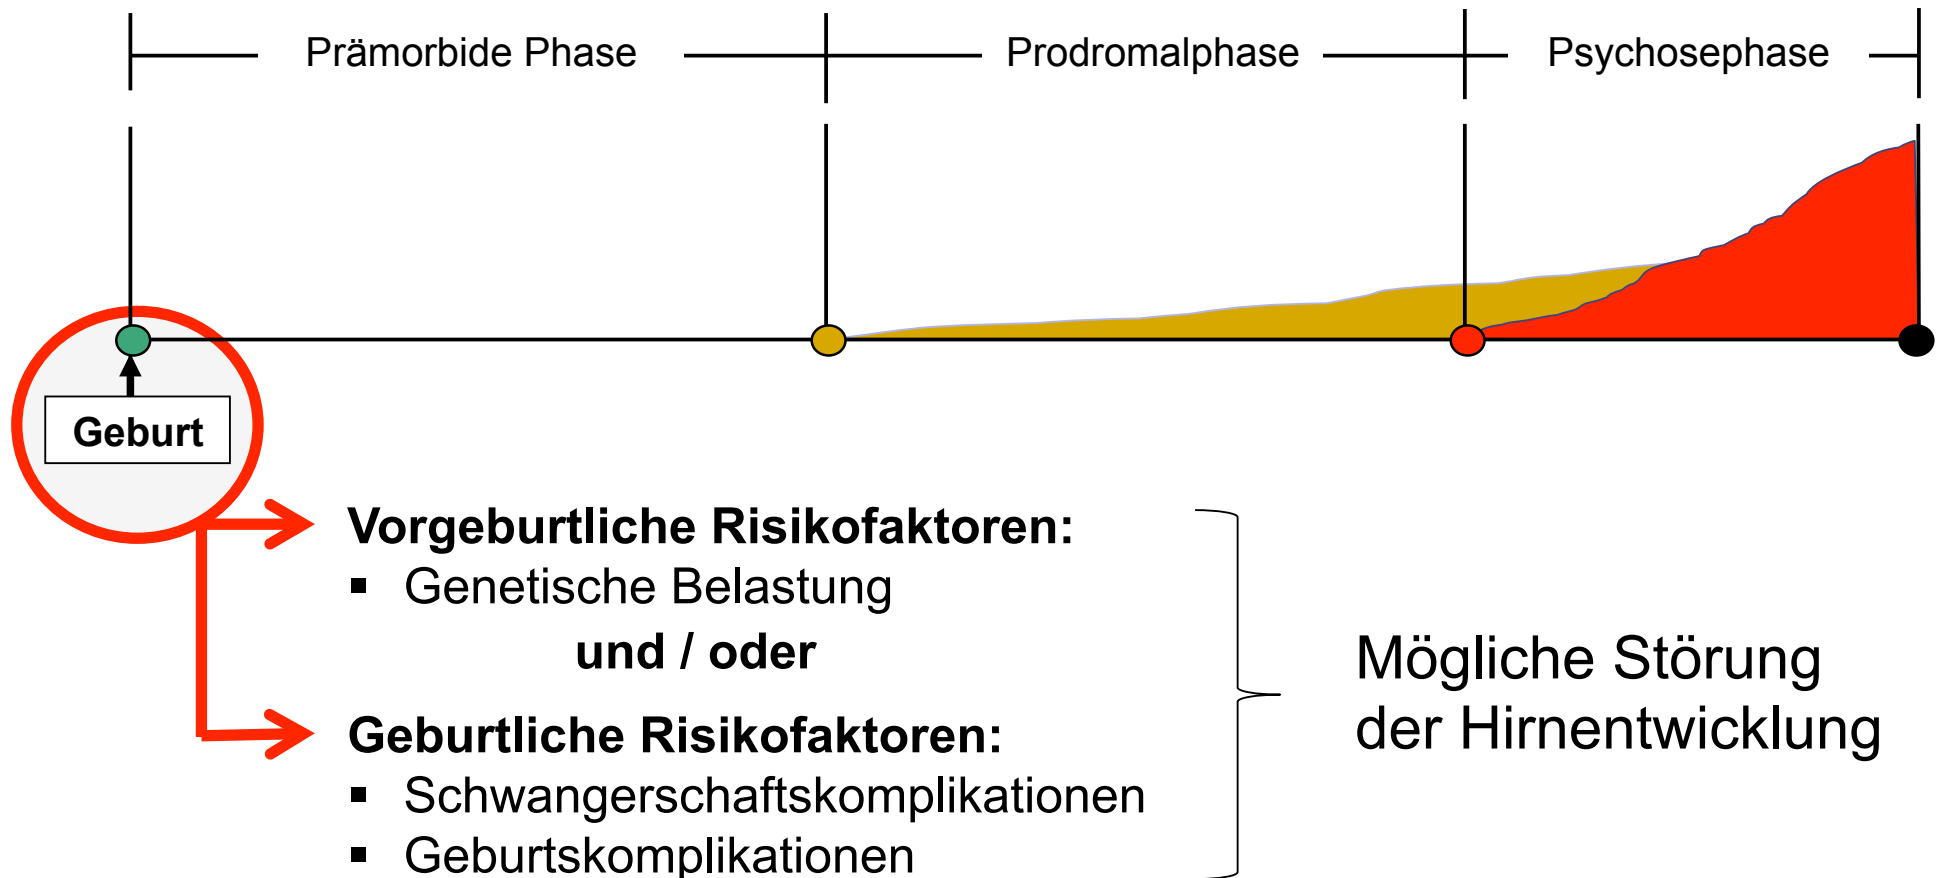 Prämorbide Phase
Prodromalphase
Psychosephase
Geburt
Vorgeburtliche Risikofaktoren:
▪ Genetische Belastung
und / oder
Geburtliche Risikofaktoren:
▪ Schwangerschaftskomplikationen
▪ Geburtskomplikationen
Mögliche Störung
der Hirnentwicklung